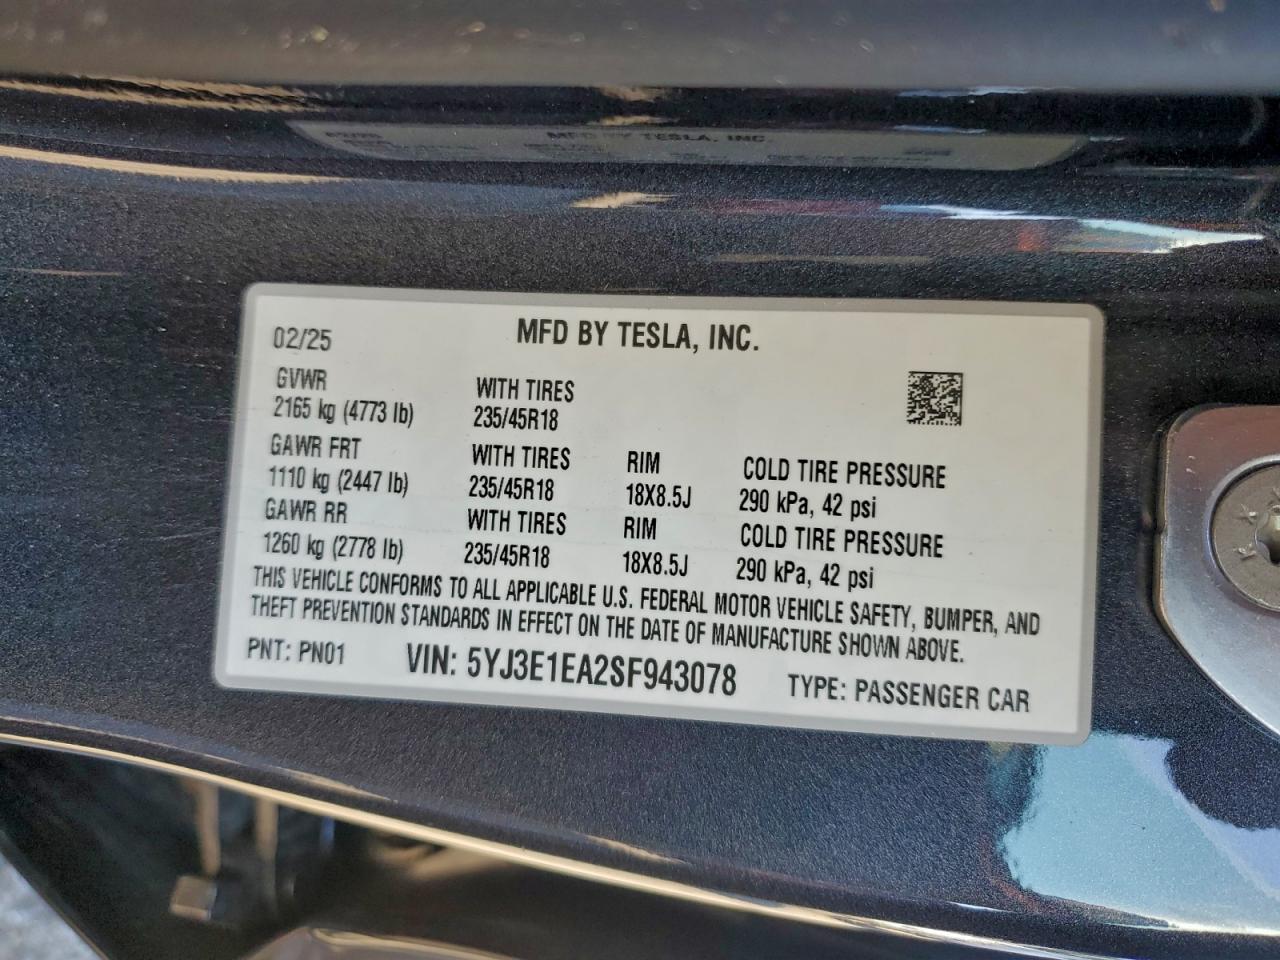 02/25 MFD BY TESLA, INC.
GVWR WITH TIRES
2165 kg (4773 lb) 235/45R18
GAWR FRT WITH TIRES RIM COLD TIRE PRESSURE
1110 kg (2447 lb) 235/45R18 18X8.5J 290 kPa, 42 psi
GAWR RR WITH TIRES RIM COLD TIRE PRESSURE
1260 kg (2778 lb) 235/45R18 18X8.5J 290 kPa, 42 psi
THIS VEHICLE CONFORMS TO ALL APPLICABLE U.S. FEDERAL MOTOR VEHICLE SAFETY, BUMPER, AND
THEFT PREVENTION STANDARDS IN EFFECT ON THE DATE OF MANUFACTURE SHOWN ABOVE.
PNT: PN01 VIN: 5YJ3E1EA2SF943078 TYPE: PASSENGER CAR